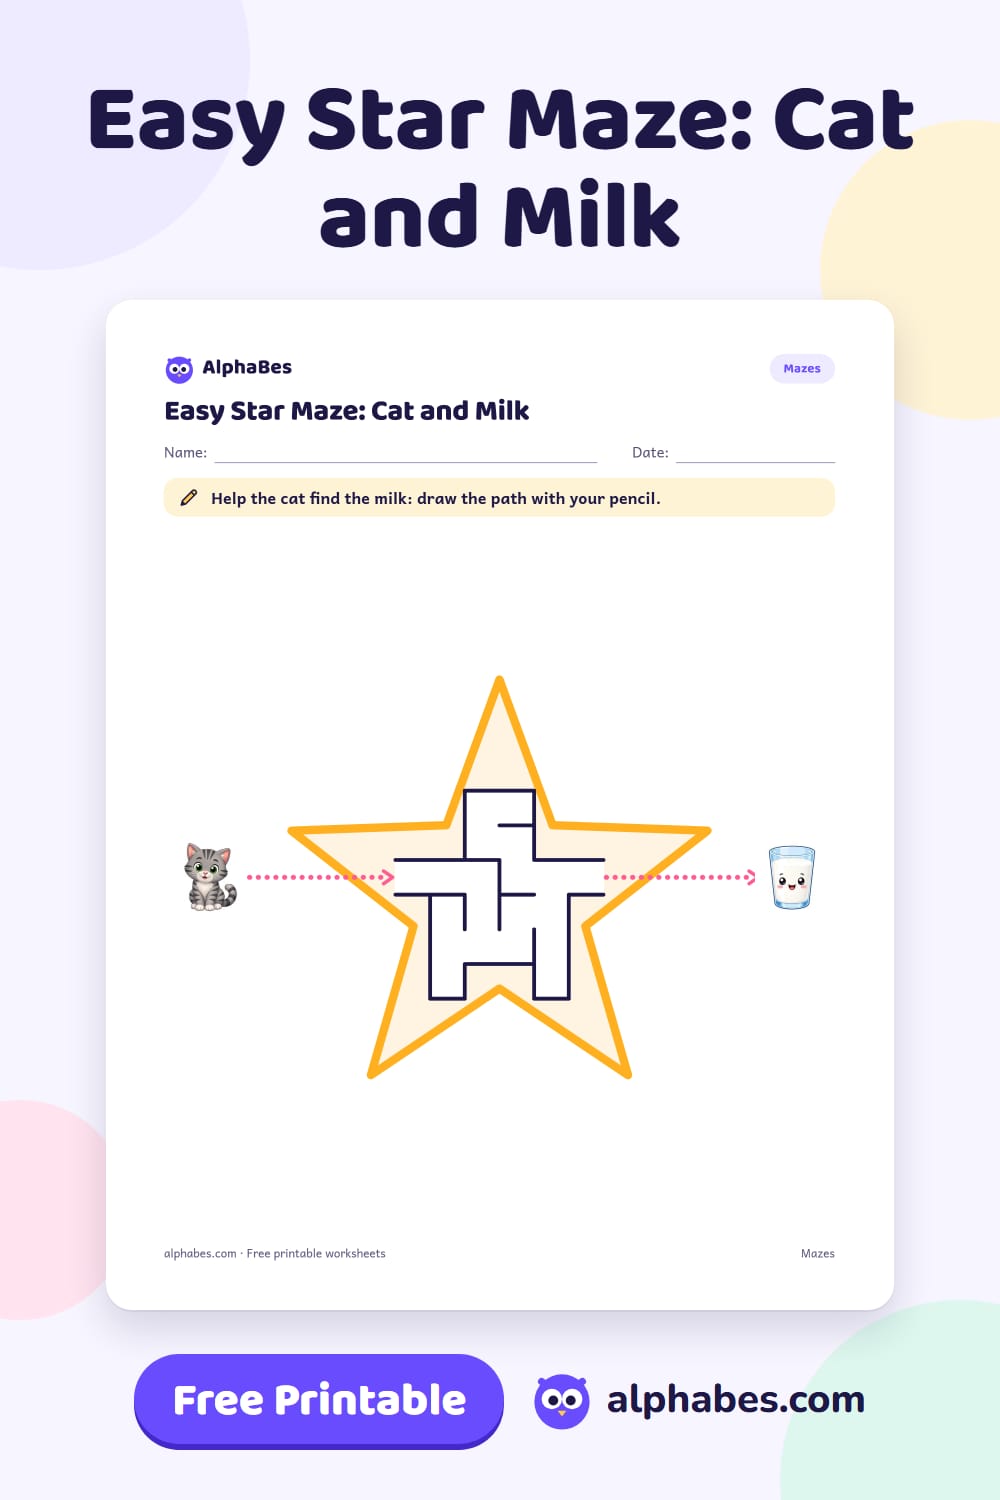 Easy Star Maze: Cat
and Milk
AlphaBes
Mazes
Easy Star Maze: Cat and Milk
Name:
Date:
Help the cat find the milk: draw the path with your pencil.
alphabes.com · Free printable worksheets
Mazes
Free Printable
alphabes.com